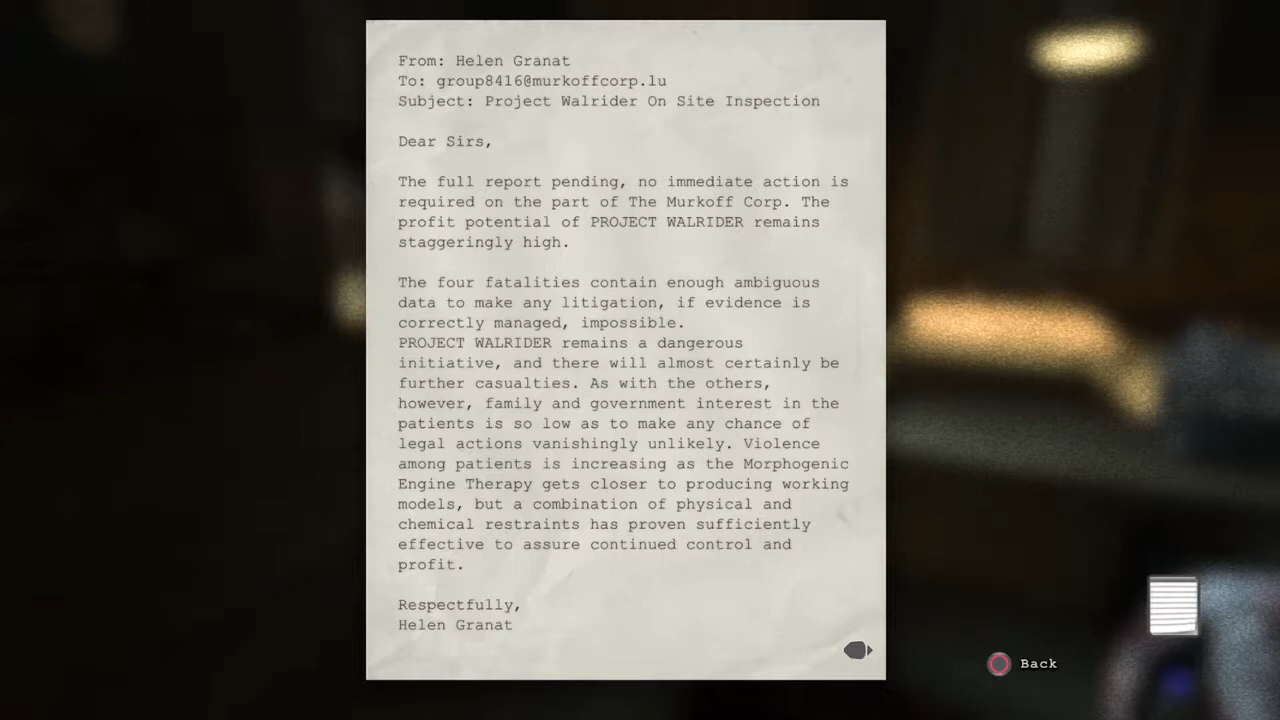 From: Helen Granat
To: group8416@murkoffcorp.lu
Subject: Project Walrider On Site Inspection
Dear Sirs,
The full report pending, no immediate action is
required on the part of The Murkoff Corp. The
profit potential of PROJECT WALRIDER remains
staggeringly high.
The four fatalities contain enough ambiguous
data to make any litigation, if evidence is
correctly managed, impossible.
PROJECT WALRIDER remains a dangerous
initiative, and there will almost certainly be
further casualties. As with the others,
however, family and government interest in the
patients is so low as to make any chance of
legal actions vanishingly unlikely. Violence
among patients is increasing as the Morphogenic
Engine Therapy gets closer to producing working
models, but a combination of physical and
chemical restraints has proven sufficiently
effective to assure continued control and
profit.
Respectfully,
Helen Granat
Back